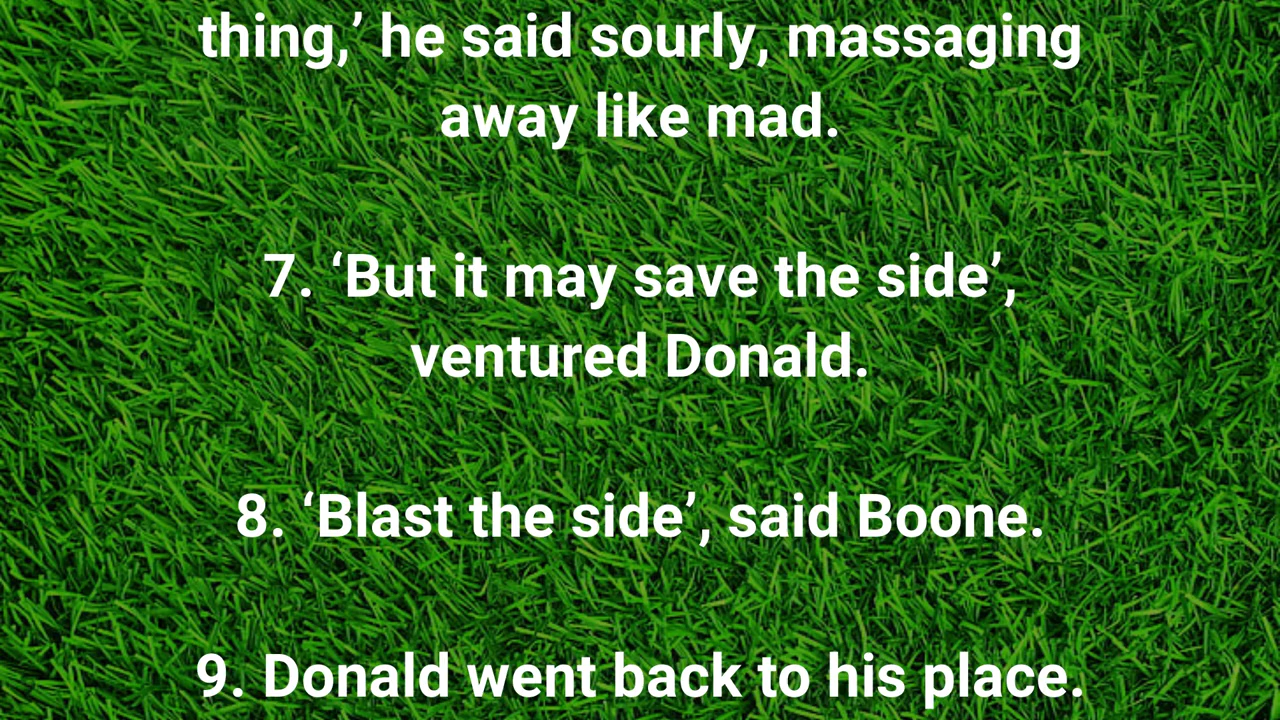 thing,’ he said sourly, massaging
away like mad.
7. ‘But it may save the side’,
ventured Donald.
8. ‘Blast the side’, said Boone.
9. Donald went back to his place.